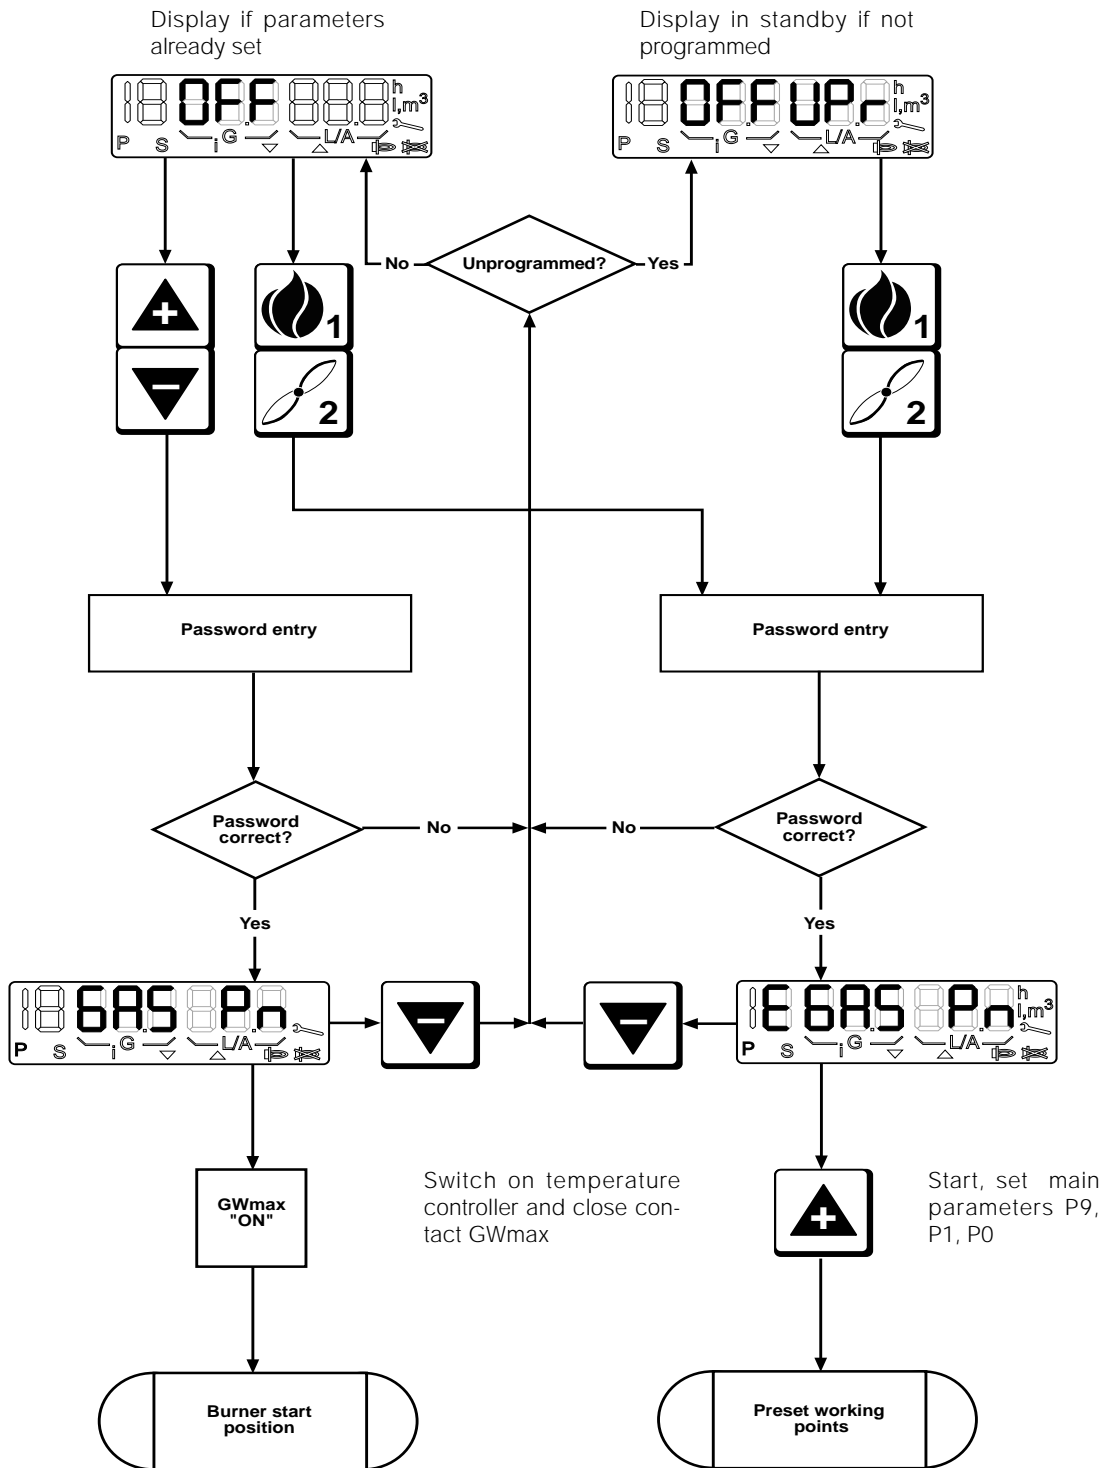 Display if parameters
already set
Display in standby if not
programmed
OFF
h
l,m³
P S i G L/A
OFF UPr
h
l,m³
P S i G L/A
No
Unprogrammed?
Yes
+
1
1
-
2
2
Password entry
Password entry
Password
correct?
No
No
Password
correct?
Yes
Yes
GAS Pn
P S i G L/A
-
-
E GAS Pn
h
l,m³
P S i G L/A
GWmax
"ON"
Switch on temperature
controller and close con-
tact GWmax
+
Start, set main
parameters P9,
P1, P0
Burner start
position
Preset working
points